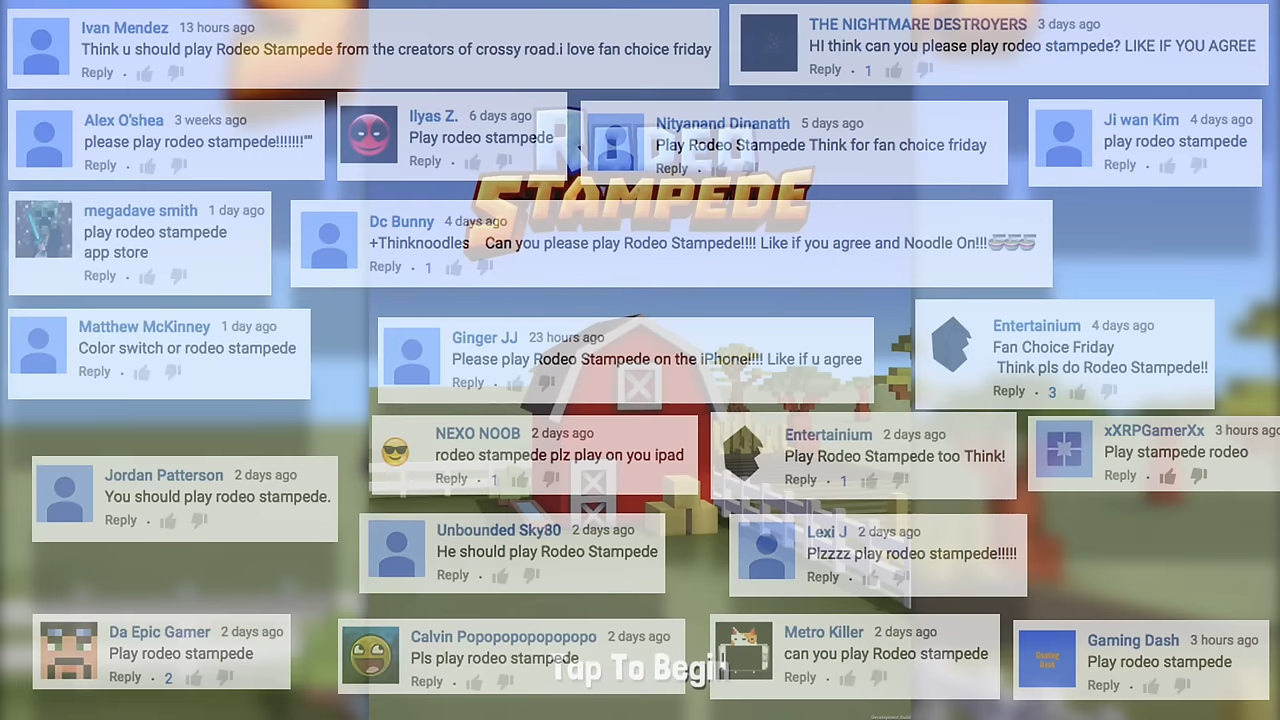 Ivan Mendez 13 hours ago
Think u should play Rodeo Stampede from the creators of crossy road.i love fan choice friday
Reply
THE NIGHTMARE DESTROYERS 3 days ago
HI think can you please play rodeo stampede? LIKE IF YOU AGREE
Reply · 1
Alex O'shea 3 weeks ago
please play rodeo stampede!!!!!!!""
Reply
Ilyas Z. 6 days ago
Play rodeo stampede
Reply
Nityanand Dinanath 5 days ago
Play Rodeo Stampede Think for fan choice friday
Reply
Ji wan Kim 4 days ago
play rodeo stampede
Reply
RODEO
STAMPEDE
megadave smith 1 day ago
play rodeo stampede
app store
Reply
Dc Bunny 4 days ago
+Thinknoodles Can you please play Rodeo Stampede!!!! Like if you agree and Noodle On!!!🍜🍜🍜
Reply · 1
Matthew McKinney 1 day ago
Color switch or rodeo stampede
Reply
Ginger JJ 23 hours ago
Please play Rodeo Stampede on the iPhone!!!! Like if u agree
Reply
Entertainium 4 days ago
Fan Choice Friday
Think pls do Rodeo Stampede!!
Reply · 3
NEXO NOOB 2 days ago
rodeo stampede plz play on you ipad
Reply · 1
Entertainium 2 days ago
Play Rodeo Stampede too Think!
Reply · 1
xXRPGamerXx 3 hours ago
Play stampede rodeo
Reply
Jordan Patterson 2 days ago
You should play rodeo stampede.
Reply
Unbounded Sky80 2 days ago
He should play Rodeo Stampede
Reply
Lexi J 2 days ago
Plzzzz play rodeo stampede!!!!!
Reply
Da Epic Gamer 2 days ago
Play rodeo stampede
Reply · 2
Calvin Popopopopopopopo 2 days ago
Pls play rodeo stampede
Reply
Metro Killer 2 days ago
can you play Rodeo stampede
Reply
Gaming Dash 3 hours ago
Play rodeo stampede
Reply
Gaming
Dash
Tap To Begin
Development Build